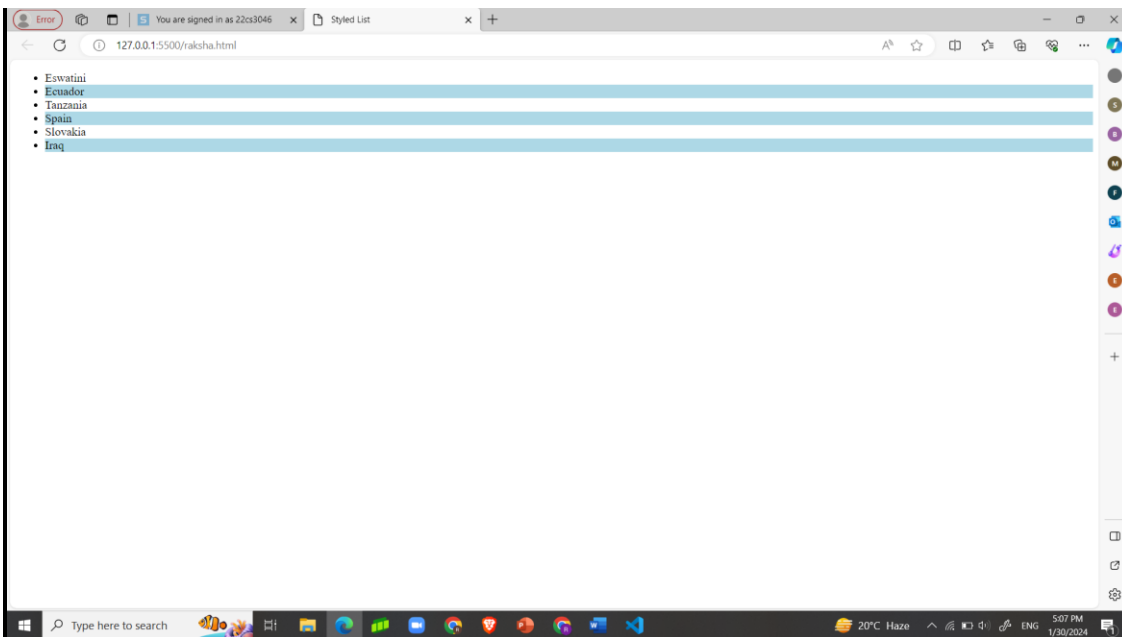 Error
You are signed in as 22cs3046
Styled List
127.0.0.1:5500/raksha.html
Eswatini
Ecuador
Tanzania
Spain
Slovakia
Iraq
S
B
M
F
E
E
Type here to search
20°C Haze
ENG
5:07 PM
1/30/2024